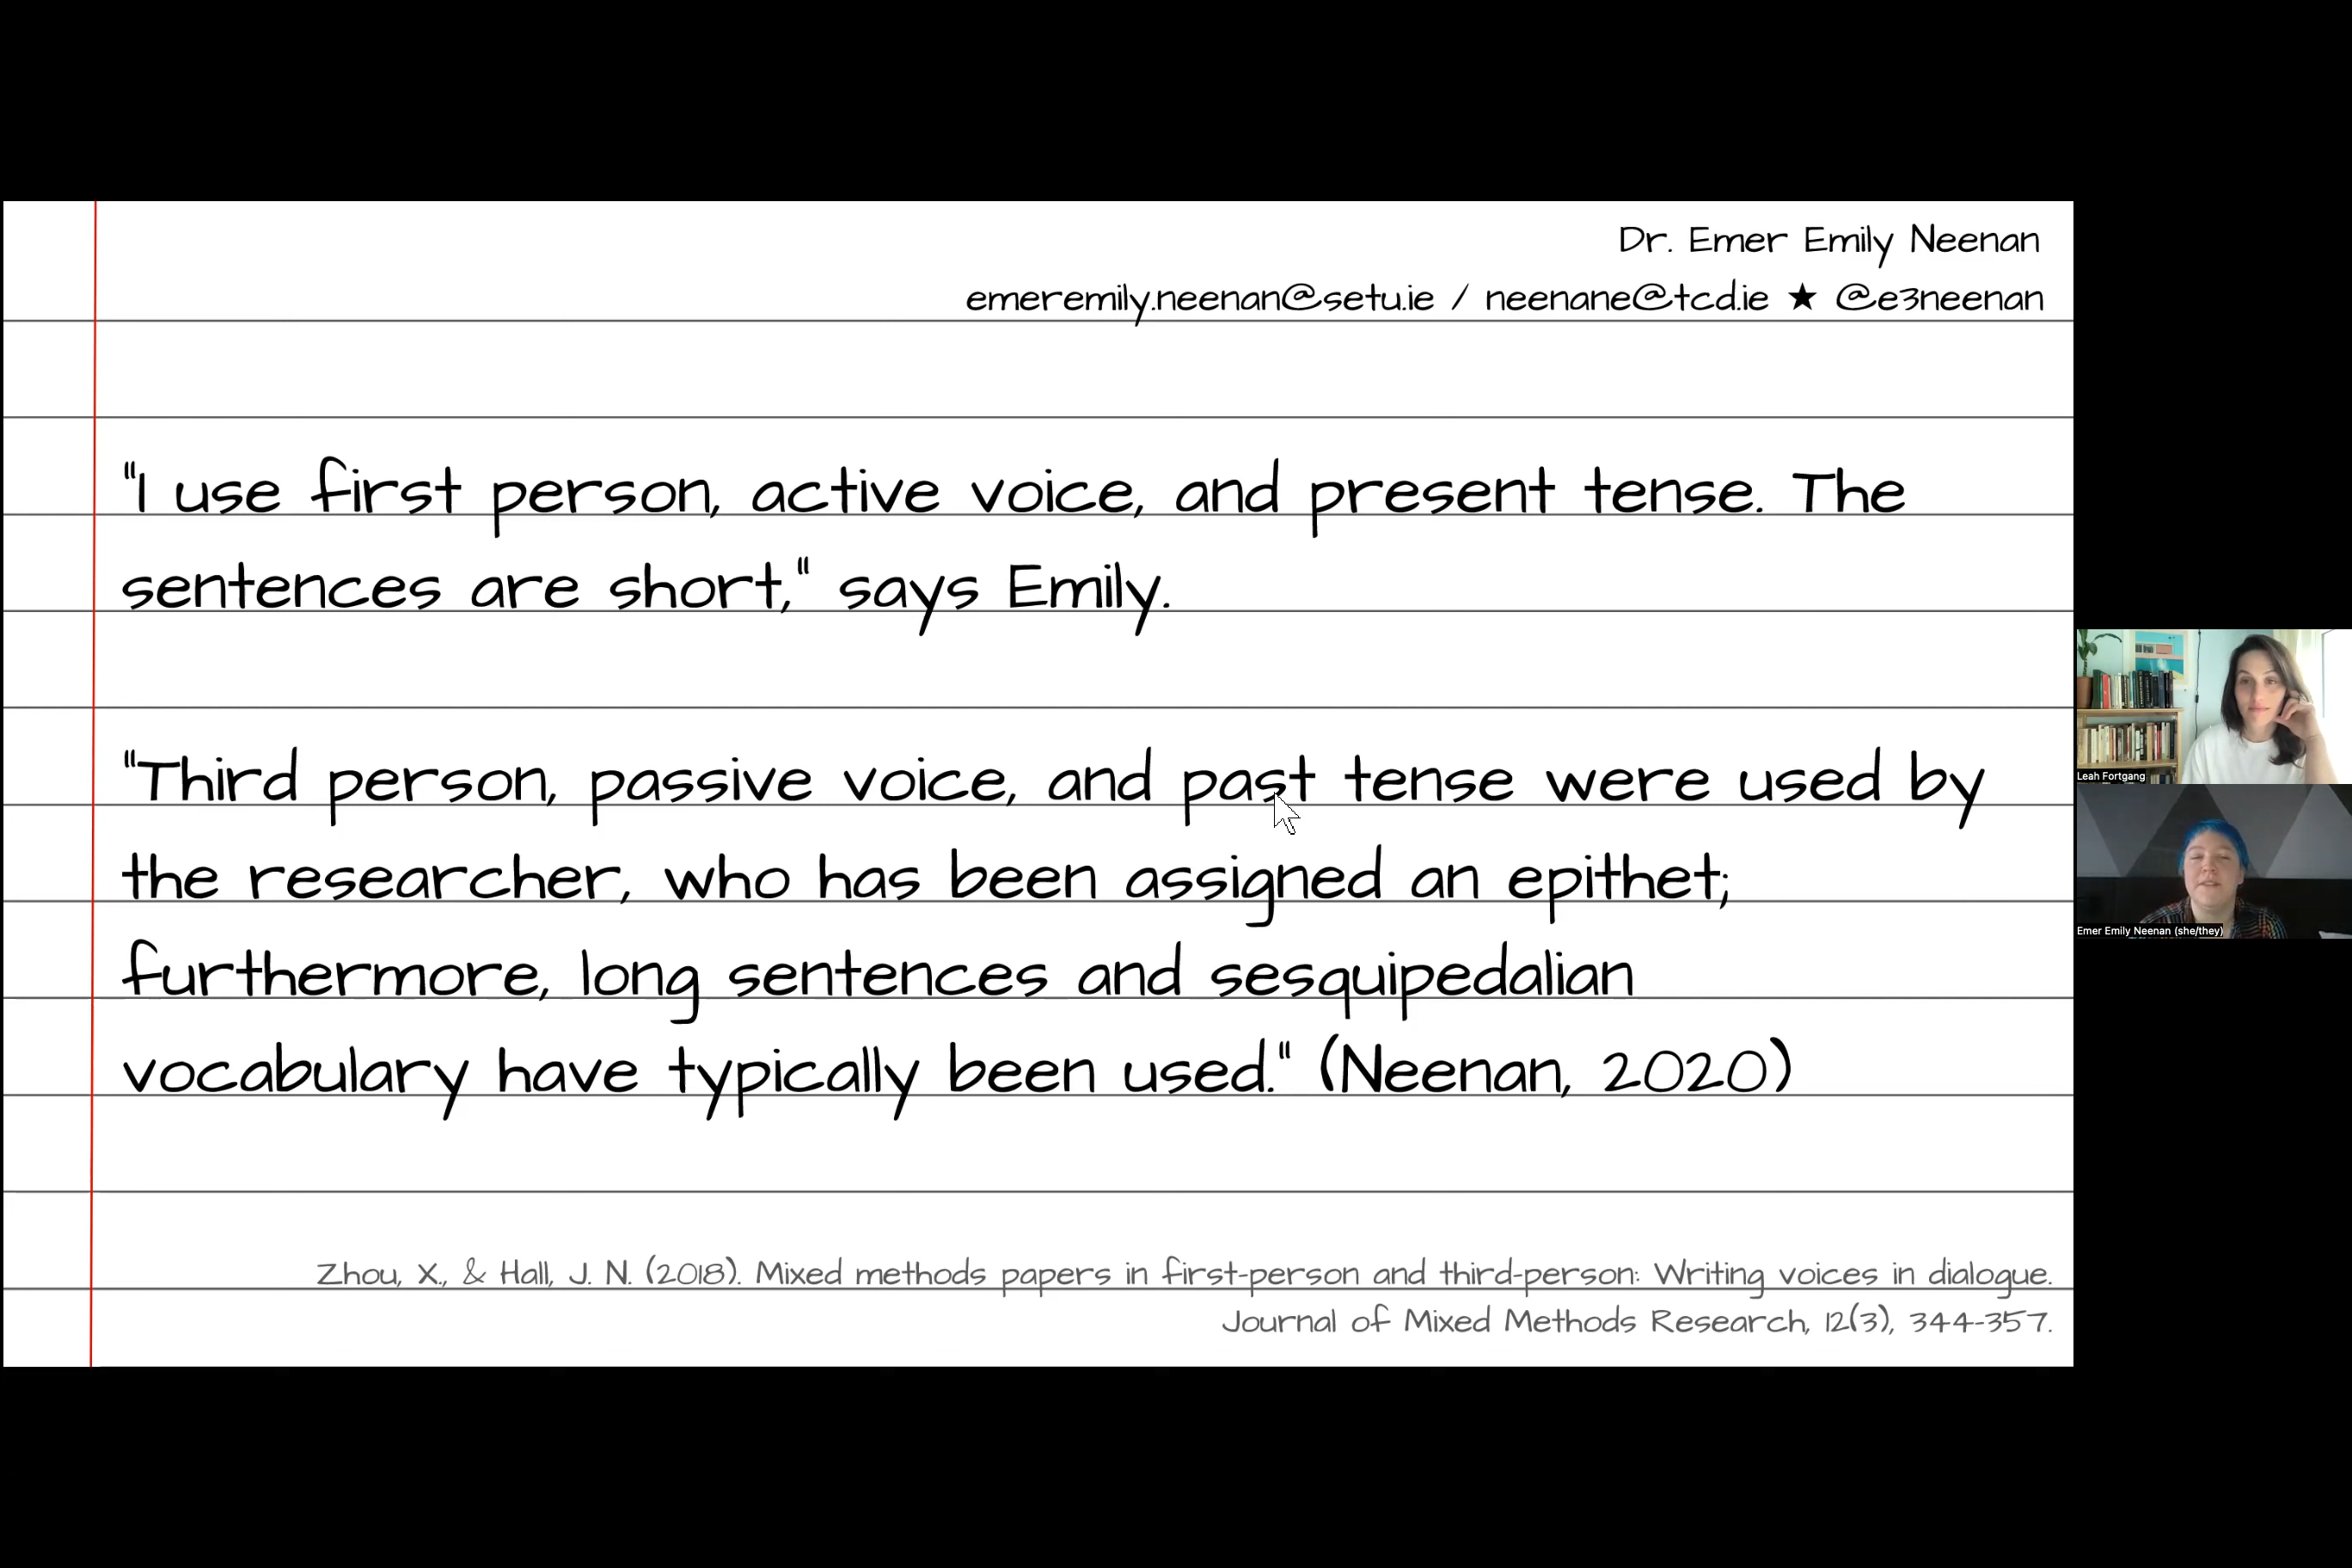 Dr. Emer Emily Neenan
emeremily.neenan@setu.ie / neenane@tcd.ie ★ @e3neenan
"I use first person, active voice, and present tense. The
sentences are short," says Emily.
"Third person, passive voice, and past tense were used by
the researcher, who has been assigned an epithet;
furthermore, long sentences and sesquipedalian
vocabulary have typically been used." (Neenan, 2020)
Zhou, X., & Hall, J. N. (2018). Mixed methods papers in first-person and third-person: Writing voices in dialogue.
Journal of Mixed Methods Research, 12(3), 344-357.
Leah Fortgang
Emer Emily Neenan (she/they)